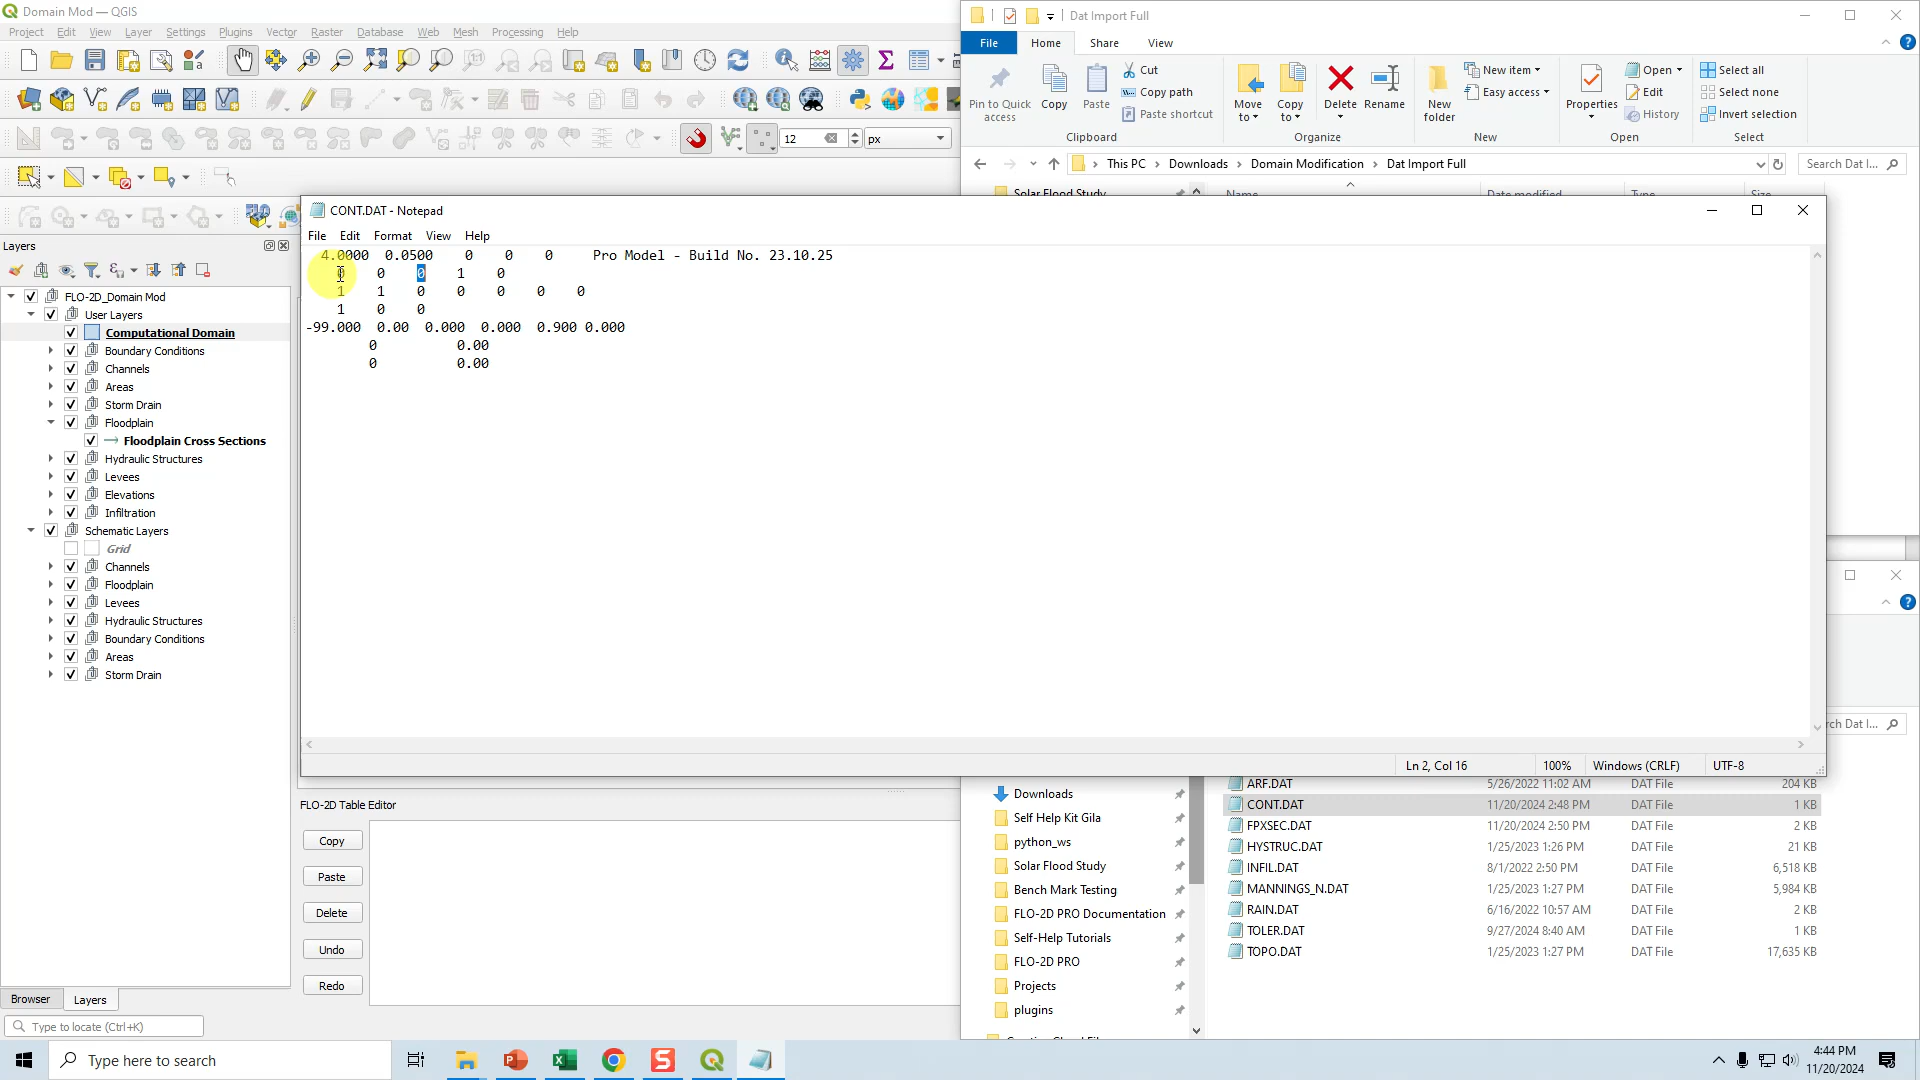 Domain Mod — QGIS
Project Edit View Layer Settings Plugins Vector Raster Database Web Mesh Processing Help
12 px
Layers
FLO-2D_Domain Mod
User Layers
Computational Domain
Boundary Conditions
Channels
Areas
Storm Drain
Floodplain
Floodplain Cross Sections
Hydraulic Structures
Levees
Elevations
Infiltration
Schematic Layers
Grid
Channels
Floodplain
Levees
Hydraulic Structures
Boundary Conditions
Areas
Storm Drain
Browser Layers
Type to locate (Ctrl+K)
Dat Import Full
File Home Share View
Pin to Quick access
Copy
Paste
Cut
Copy path
Paste shortcut
Clipboard
Move to
Copy to
Delete
Rename
Organize
New folder
New item
Easy access
New
Properties
Open
Edit
History
Open
Select all
Select none
Invert selection
Select
This PC > Downloads > Domain Modification > Dat Import Full
Search Dat I...
Solar Flood Study
Name Date modified Type Size
CONT.DAT - Notepad
File Edit Format View Help
4.0000 0.0500 0 0 0 Pro Model - Build No. 23.10.25
0 0 0 1 0
1 1 0 0 0 0 0
1 0 0
-99.000 0.00 0.000 0.000 0.900 0.000
0 0.00
0 0.00
Ln 2, Col 16 100% Windows (CRLF) UTF-8
FLO-2D Table Editor
Copy
Paste
Delete
Undo
Redo
rch Dat I...
Downloads
Self Help Kit Gila
python_ws
Solar Flood Study
Bench Mark Testing
FLO-2D PRO Documentation
Self-Help Tutorials
FLO-2D PRO
Projects
plugins
ARF.DAT 5/26/2022 11:02 AM DAT File 204 KB
CONT.DAT 11/20/2024 2:48 PM DAT File 1 KB
FPXSEC.DAT 11/20/2024 2:50 PM DAT File 2 KB
HYSTRUC.DAT 1/25/2023 1:26 PM DAT File 21 KB
INFIL.DAT 8/1/2022 2:50 PM DAT File 6,518 KB
MANNINGS_N.DAT 1/25/2023 1:27 PM DAT File 5,984 KB
RAIN.DAT 6/16/2022 10:57 AM DAT File 2 KB
TOLER.DAT 9/27/2024 8:40 AM DAT File 1 KB
TOPO.DAT 1/25/2023 1:27 PM DAT File 17,635 KB
Type here to search
4:44 PM
11/20/2024